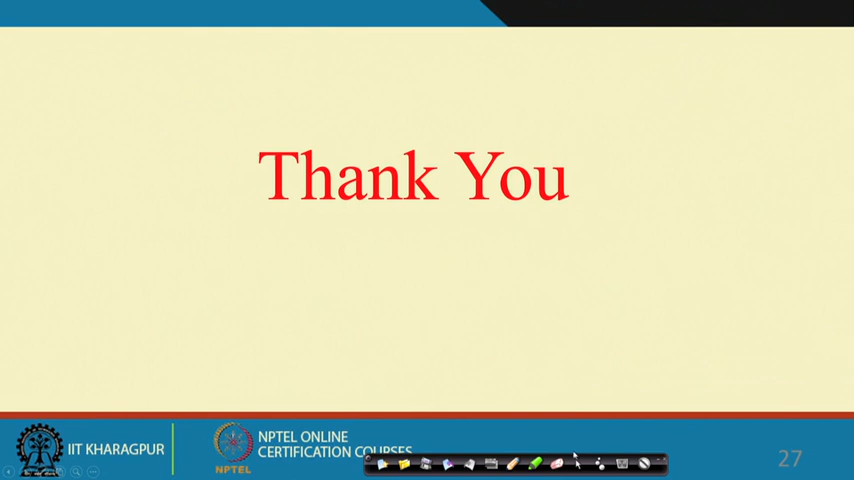 Thank You
IIT KHARAGPUR
NPTEL
NPTEL ONLINE
CERTIFICATION COURSES
27